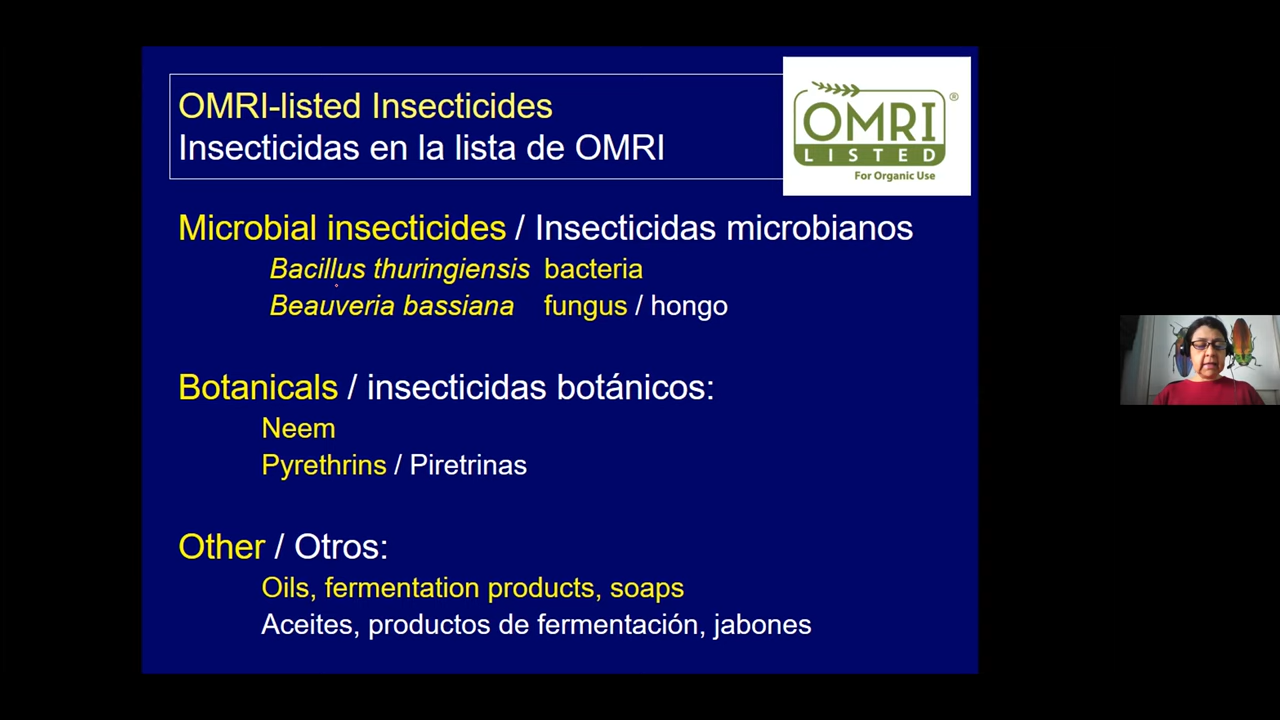 OMRI-listed Insecticides
Insecticidas en la lista de OMRI
OMRI ®
LISTED
For Organic Use
Microbial insecticides / Insecticidas microbianos
Bacillus thuringiensis bacteria
Beauveria bassiana fungus / hongo
Botanicals / insecticidas botánicos:
Neem
Pyrethrins / Piretrinas
Other / Otros:
Oils, fermentation products, soaps
Aceites, productos de fermentación, jabones